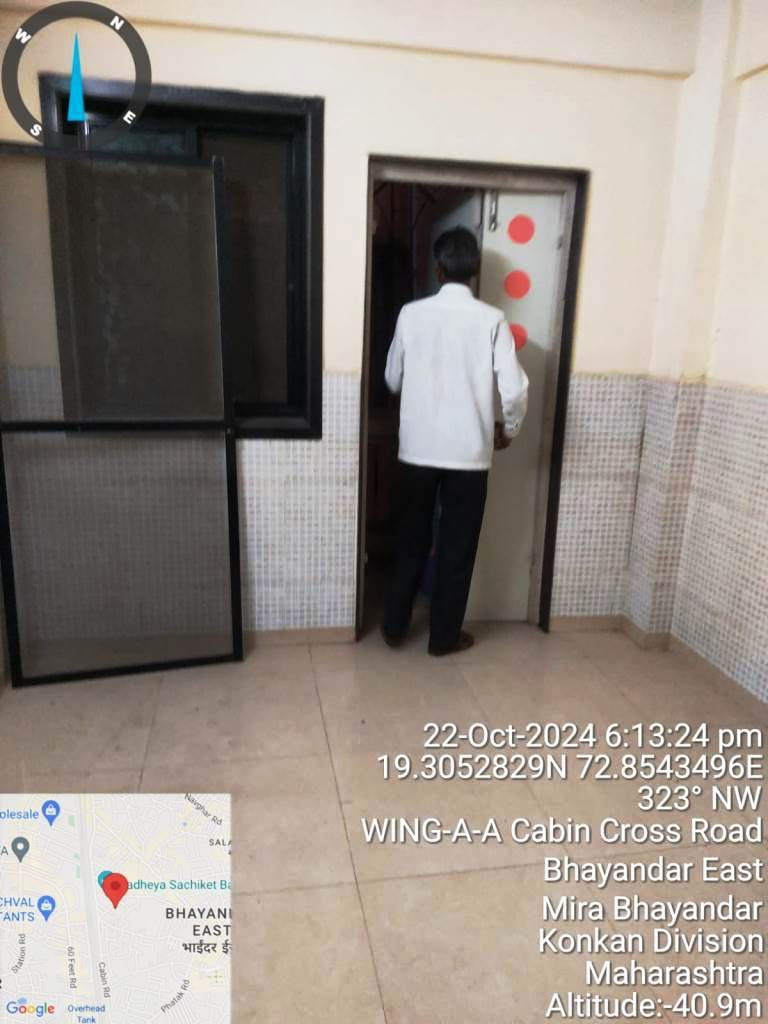 N
W
E
S
22-Oct-2024 6:13:24 pm
19.3052829N 72.8543496E
323° NW
WING-A-A Cabin Cross Road
Bhayandar East
Mira Bhayandar
Konkan Division
Maharashtra
Altitude:-40.9m
Navghar Rd
olesale
SALA
A
adheya Sachiket Ba
CHVAL
TANTS
BHAYAN
EAST
भाईंदर ई
Station Rd
60 Feet Rd
Cabin Rd
Phatak Rd
Google
Overhead
Tank